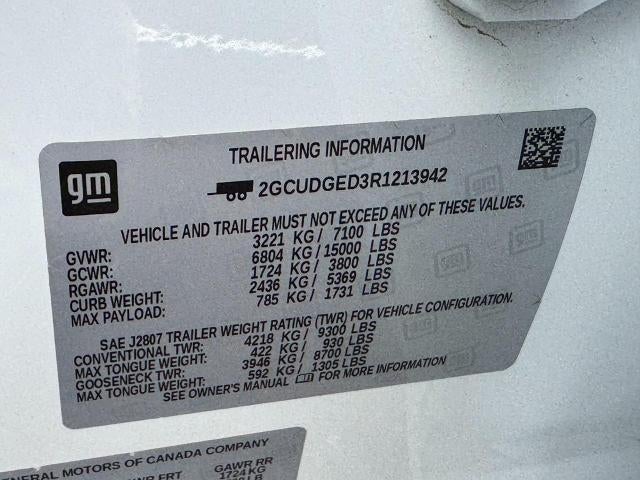 gm
TRAILERING INFORMATION
2GCUDGED3R1213942
VEHICLE AND TRAILER MUST NOT EXCEED ANY OF THESE VALUES.
GVWR: 3221 KG/ 7100 LBS
GCWR: 6804 KG/15000 LBS
RGAWR: 1724 KG/ 3800 LBS
CURB WEIGHT: 2436 KG/ 5369 LBS
MAX PAYLOAD: 785 KG/ 1731 LBS
SAE J2807 TRAILER WEIGHT RATING (TWR) FOR VEHICLE CONFIGURATION.
CONVENTIONAL TWR: 4218 KG/ 9300 LBS
MAX TONGUE WEIGHT: 422 KG/ 930 LBS
GOOSENECK TWR: 3946 KG/ 8700 LBS
MAX TONGUE WEIGHT: 592 KG/ 1305 LBS
SEE OWNER'S MANUAL FOR MORE INFORMATION
GENERAL MOTORS OF CANADA COMPANY
FRT GAWR RR
1724KG
LB